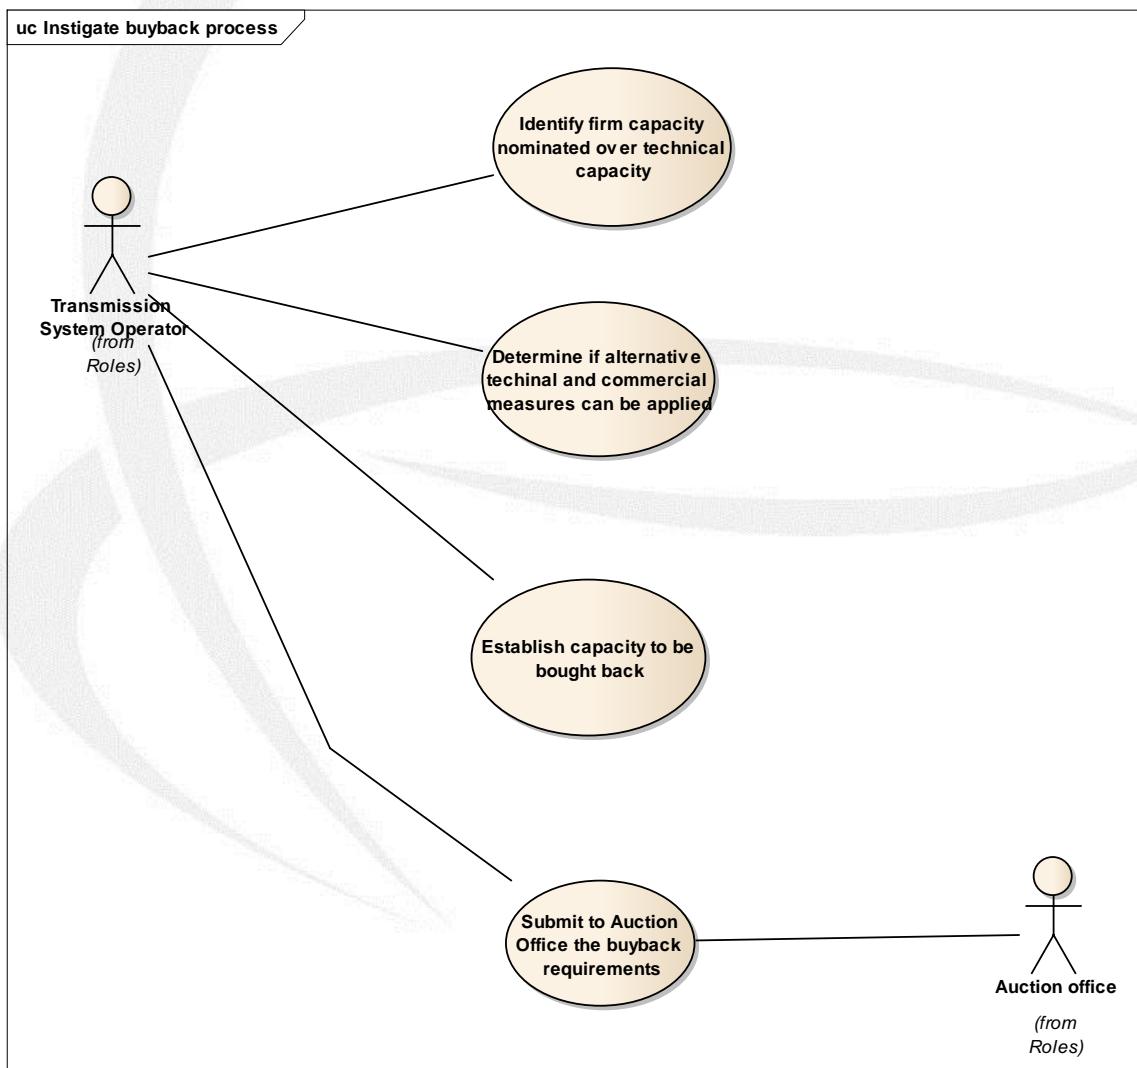 uc Instigate buyback process
Identify firm capacity
nominated over technical
capacity
Transmission
System Operator
(from
Roles)
Determine if alternative
techinal and commercial
measures can be applied
Establish capacity to be
bought back
Submit to Auction
Office the buyback
requirements
Auction office
(from
Roles)